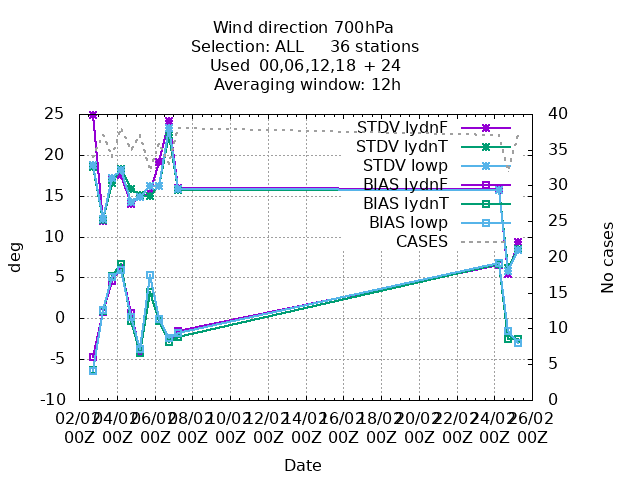 Wind direction 700hPa
Selection: ALL 36 stations
Used 00,06,12,18 + 24
Averaging window: 12h
25
20
15
10
5
0
-5
-10
deg
40
35
30
25
20
15
10
5
0
No cases
STDV lydnF
STDV lydnT
STDV lowp
BIAS lydnF
BIAS lydnT
BIAS lowp
CASES
02/02 04/02 06/02 08/02 10/02 12/02 14/02 16/02 18/02 20/02 22/02 24/02 26/02
00Z 00Z 00Z 00Z 00Z 00Z 00Z 00Z 00Z 00Z 00Z 00Z 00Z
Date